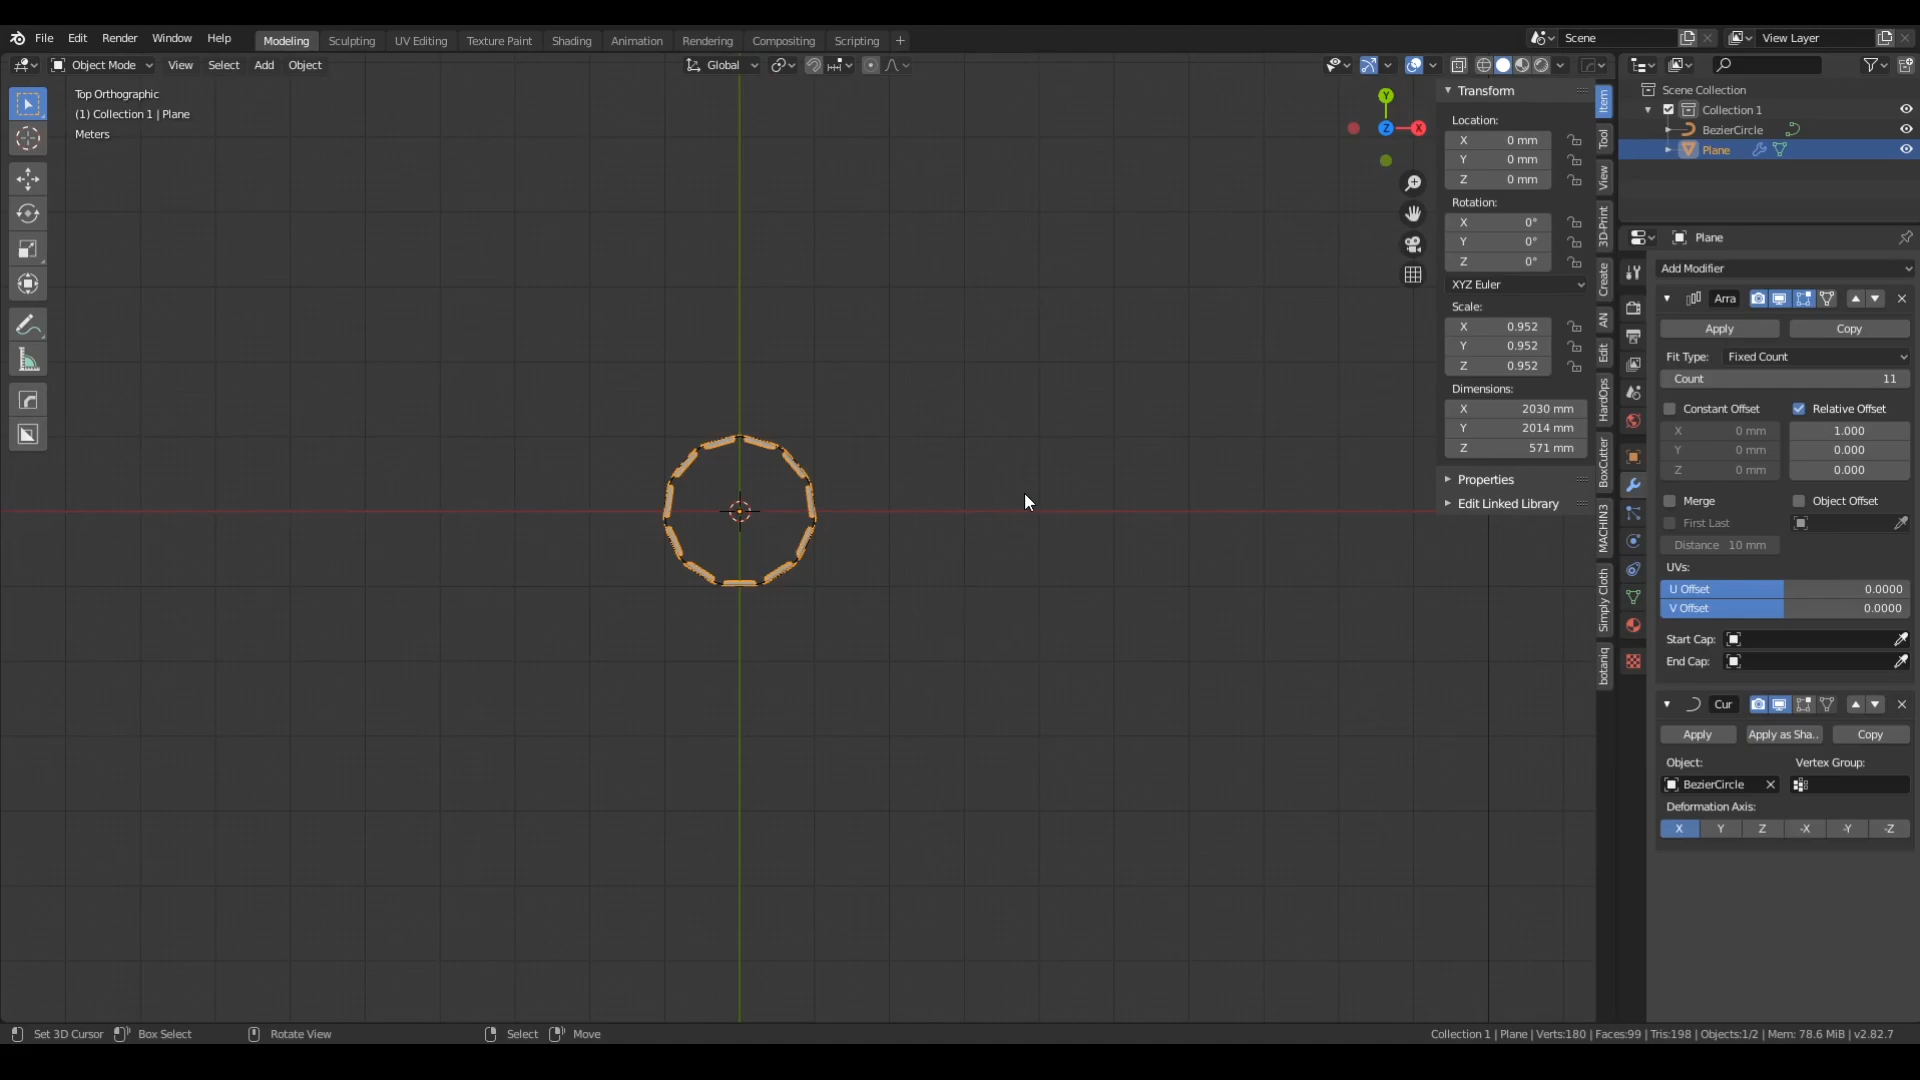 File Edit Render Window Help Modeling Sculpting UV Editing Texture Paint Shading Animation Rendering Compositing Scripting + Scene View Layer
Object Mode View Select Add Object Global
Top Orthographic
(1) Collection 1 | Plane
Meters
Y
Z X
Transform
Location:
X 0 mm
Y 0 mm
Z 0 mm
Rotation:
X 0°
Y 0°
Z 0°
XYZ Euler
Scale:
X 0.952
Y 0.952
Z 0.952
Dimensions:
X 2030 mm
Y 2014 mm
Z 571 mm
Properties
Edit Linked Library
Item
Tool
View
3D-Print
Create
AN
Edit
HardOps
BoxCutter
MACHIN3
Simply Cloth
botaniq
Scene Collection
Collection 1
BezierCircle
Plane
Plane
Add Modifier
Arra
Apply Copy
Fit Type: Fixed Count
Count 11
Constant Offset Relative Offset
X 0 mm 1.000
Y 0 mm 0.000
Z 0 mm 0.000
Merge Object Offset
First Last
Distance 10 mm
UVs:
U Offset 0.0000
V Offset 0.0000
Start Cap:
End Cap:
Cur
Apply Apply as Sha.. Copy
Object: Vertex Group:
BezierCircle
Deformation Axis:
X Y Z -X -Y -Z
Set 3D Cursor Box Select Rotate View Select Move Collection 1 | Plane | Verts:180 | Faces:99 | Tris:198 | Objects:1/2 | Mem: 78.6 MiB | v2.82.7